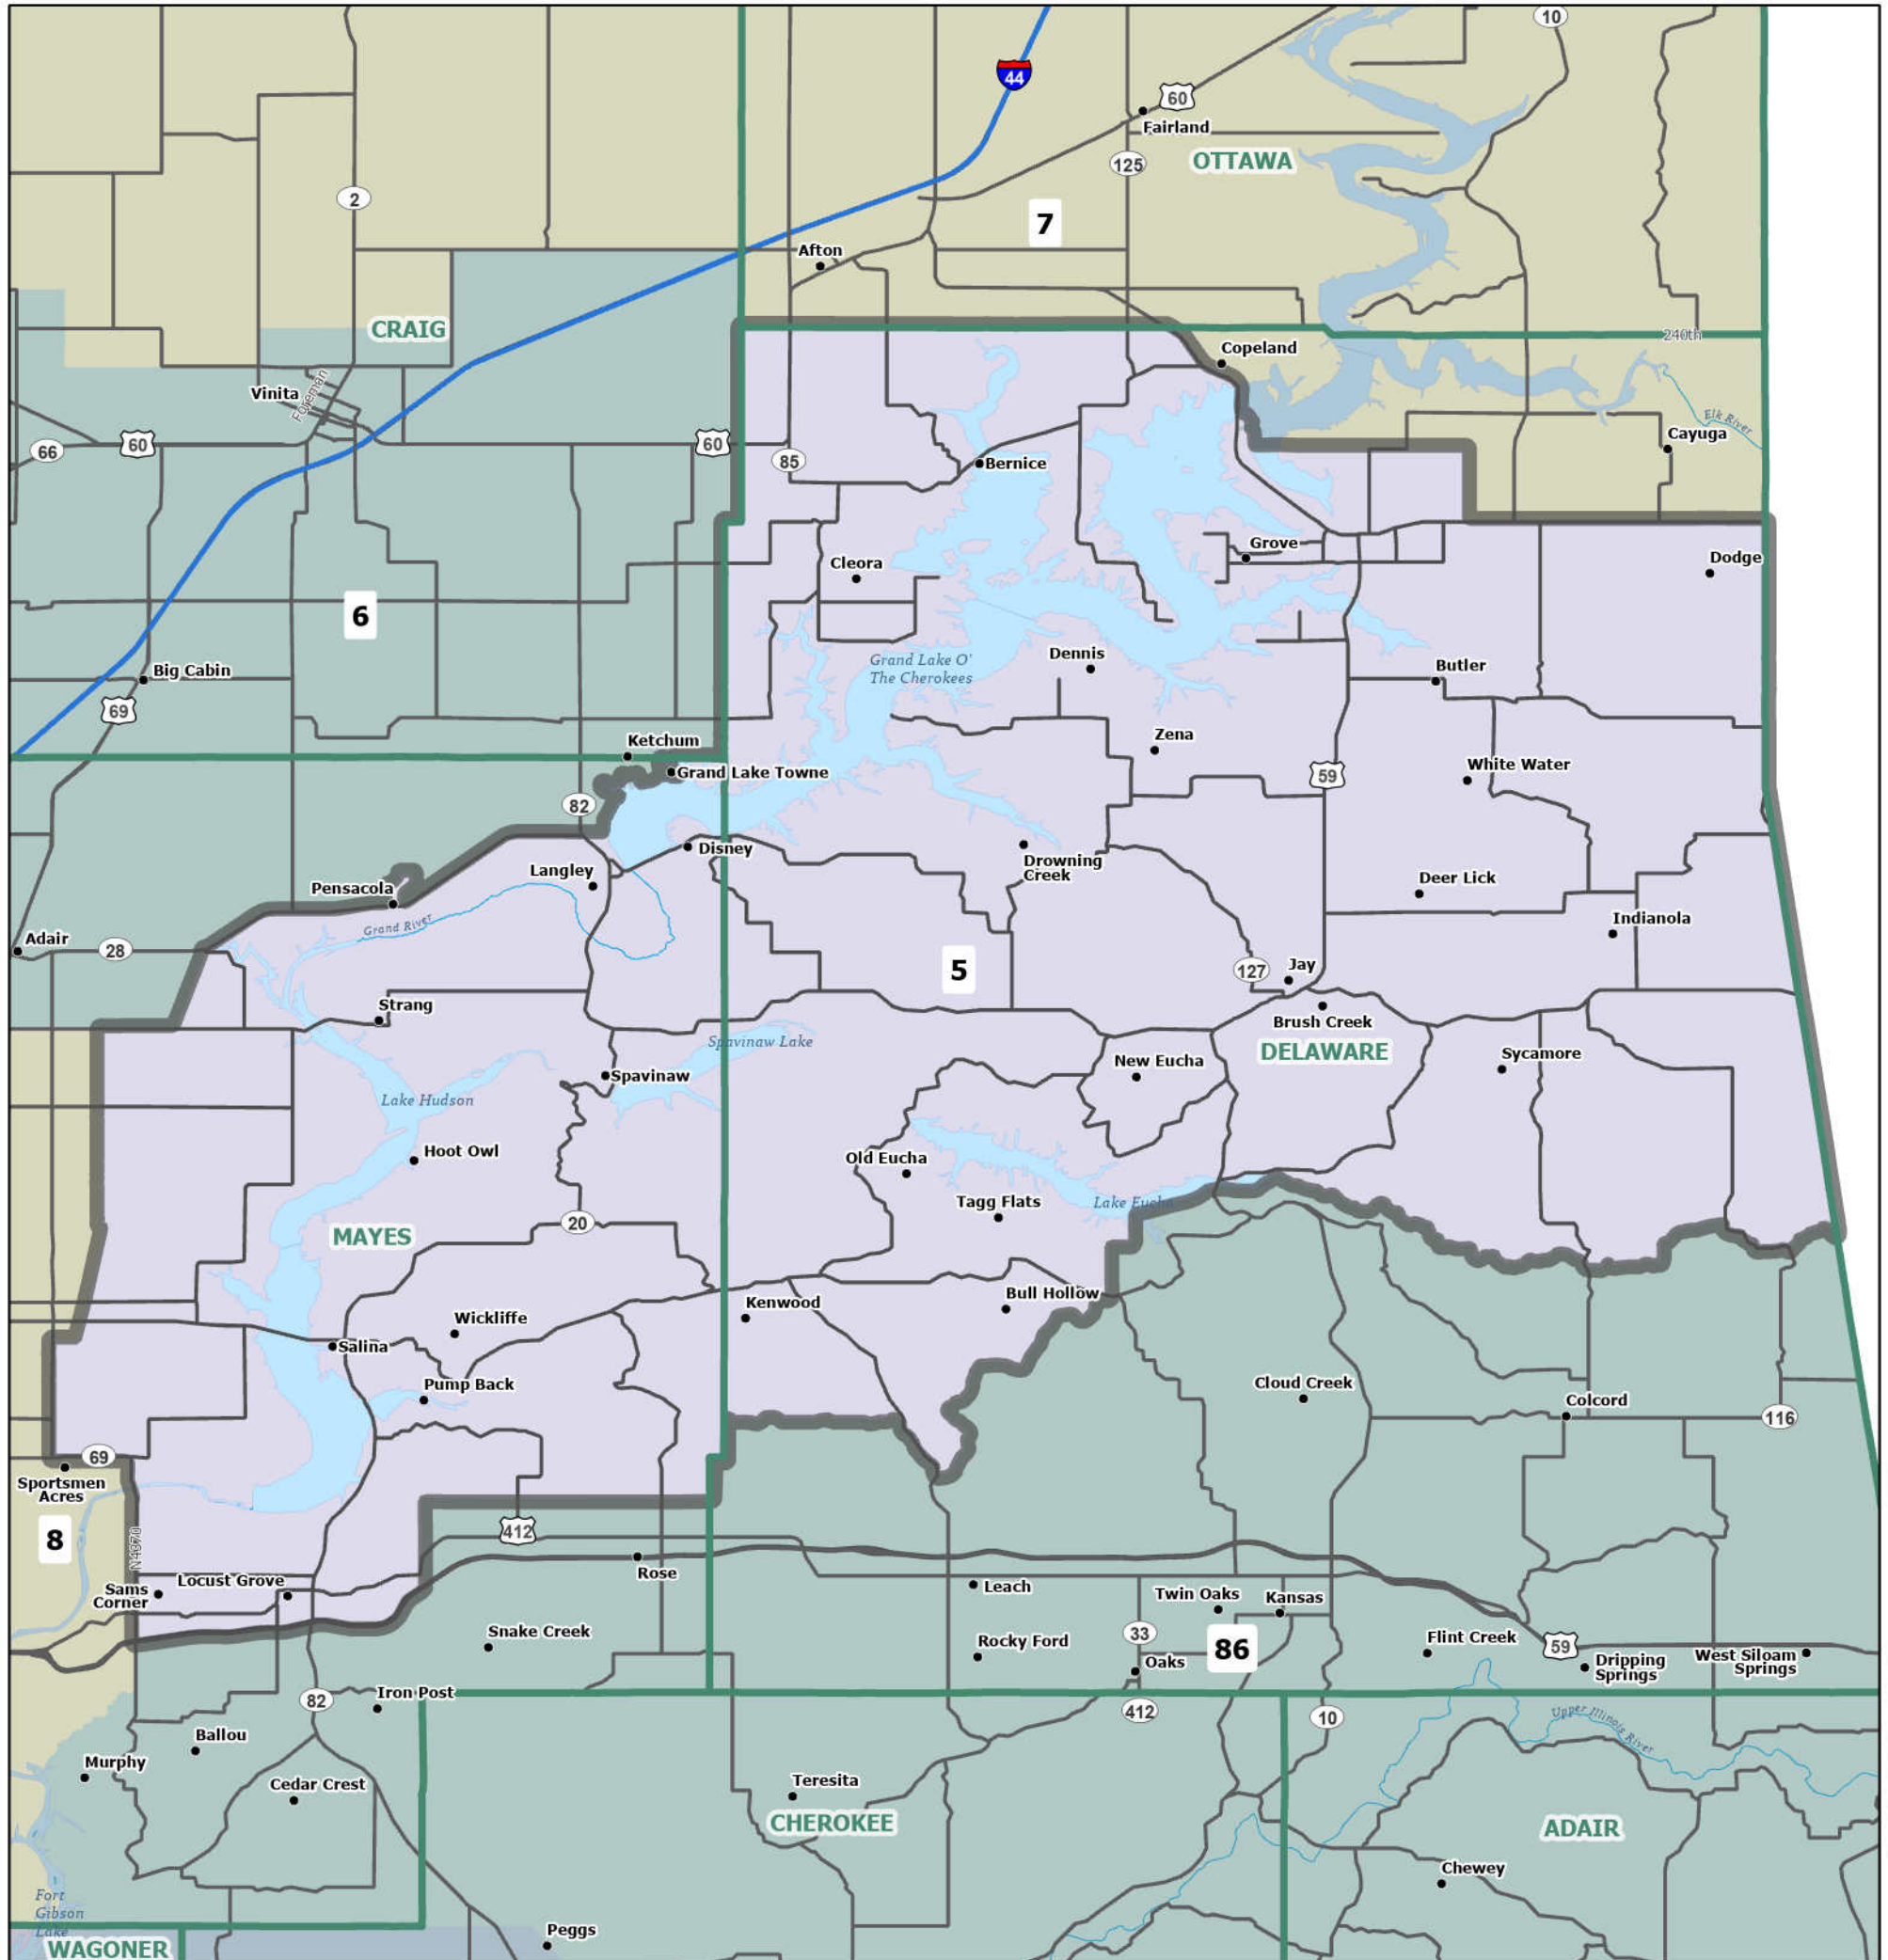 10
44
60
Fairland
OTTAWA
125
2
7
Afton
CRAIG
240th
Copeland
Vinita
Foreman
Elk River
Cayuga
66
60
60
85
Bernice
Grove
Dodge
Cleora
6
Dennis
Grand Lake O'
The Cherokees
Butler
Big Cabin
69
Ketchum
Zena
Grand Lake Towne
White Water
59
82
Disney
Drowning
Creek
Langley
Deer Lick
Pensacola
Indianola
Grand River
Adair
28
5
127
Jay
Strang
Brush Creek
Spavinaw Lake
DELAWARE
Sycamore
New Eucha
Spavinaw
Lake Hudson
Hoot Owl
Old Eucha
Tagg Flats
Lake Eucha
20
MAYES
Kenwood
Bull Hollow
Wickliffe
Salina
Pump Back
Cloud Creek
Colcord
116
69
Sportsmen
Acres
8
N4370
412
Rose
Locust Grove
Sams
Corner
Leach
Twin Oaks
Kansas
Snake Creek
33
Rocky Ford
86
Flint Creek
59
Oaks
Dripping
Springs
West Siloam
Springs
Iron Post
82
412
10
Upper Illinois River
Ballou
Murphy
Cedar Crest
Teresita
CHEROKEE
ADAIR
Chewey
Fort
Gibson
Lake
Peggs
WAGONER